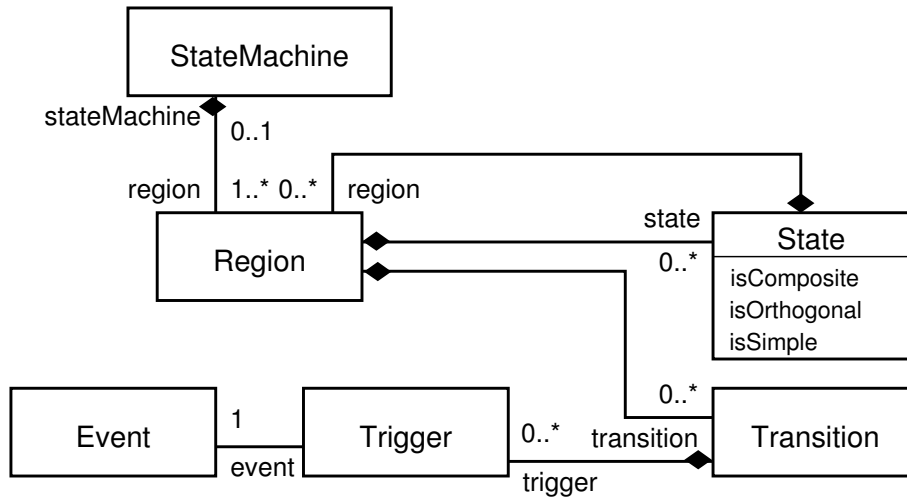 StateMachine
stateMachine
0..1
region
1..*
0..*
region
Region
state
0..*
State
isComposite
isOrthogonal
isSimple
0..*
transition
Event
1
event
Trigger
0..*
trigger
Transition